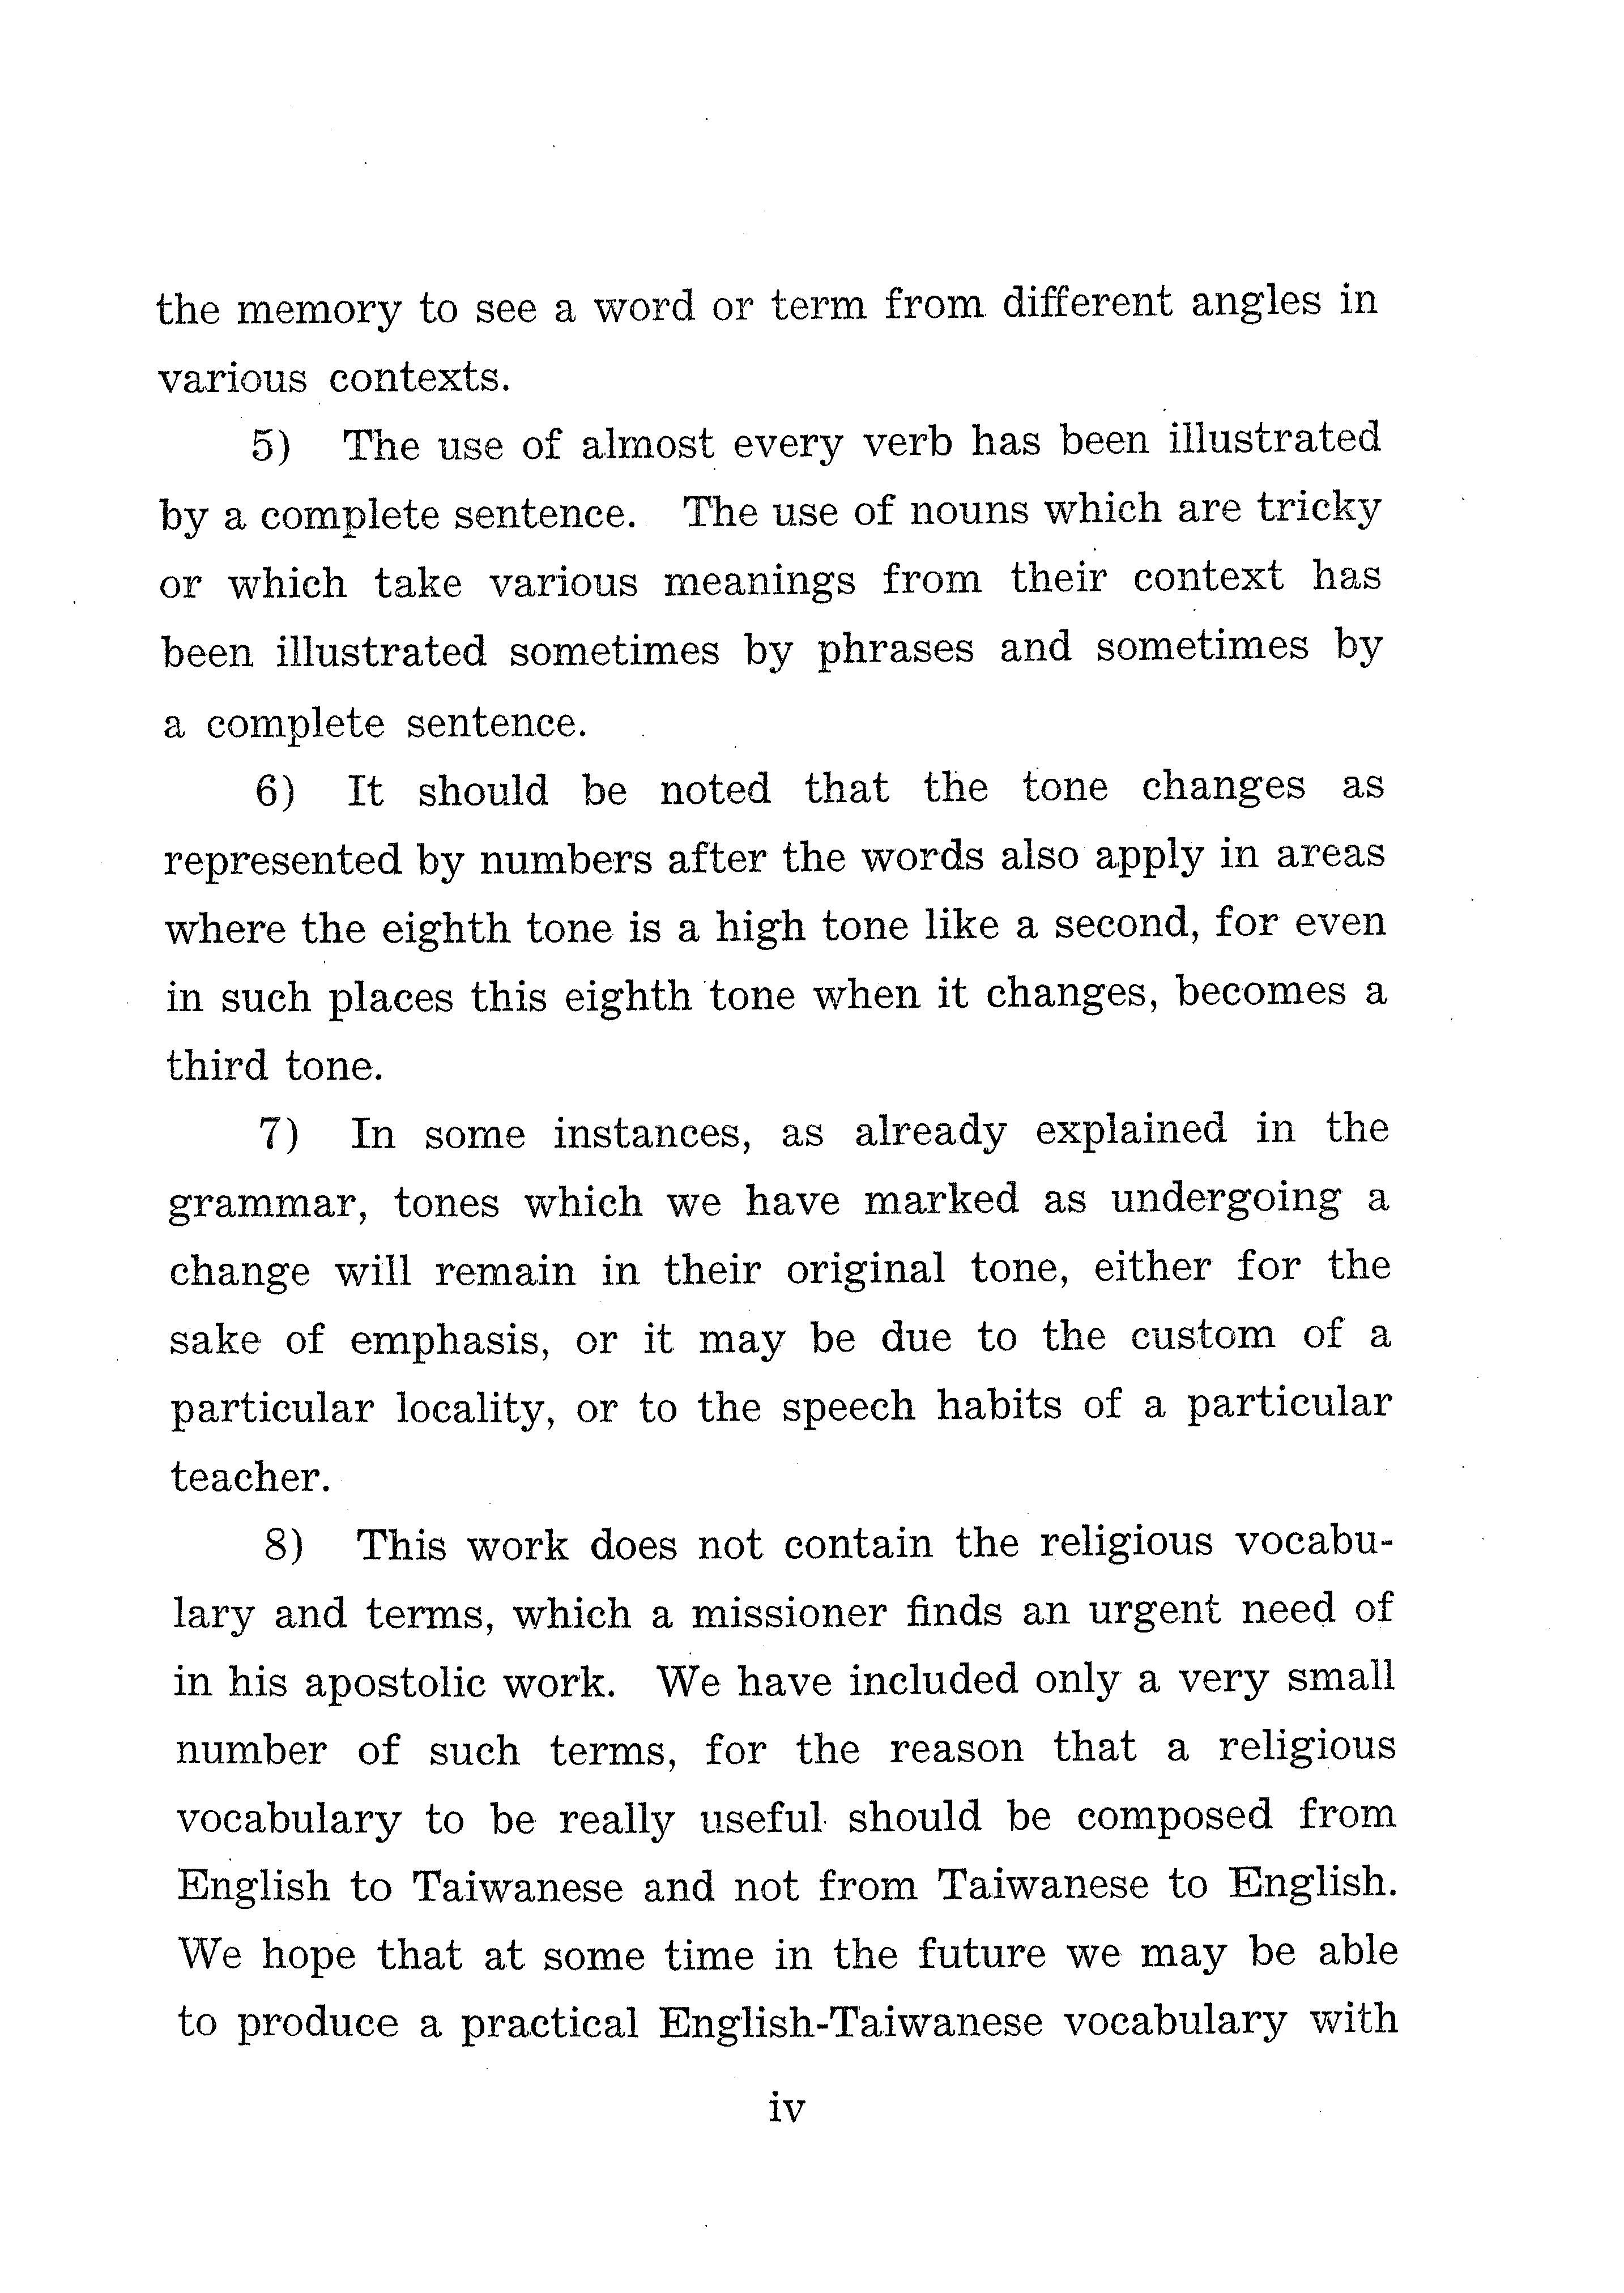 the memory to see a word or term from different angles in
various contexts.
5) The use of almost every verb has been illustrated
by a complete sentence. The use of nouns which are tricky
or which take various meanings from their context has
been illustrated sometimes by phrases and sometimes by
a complete sentence.
6) It should be noted that the tone changes as
represented by numbers after the words also apply in areas
where the eighth tone is a high tone like a second, for even
in such places this eighth tone when it changes, becomes a
third tone.
7) In some instances, as already explained in the
grammar, tones which we have marked as undergoing a
change will remain in their original tone, either for the
sake of emphasis, or it may be due to the custom of a
particular locality, or to the speech habits of a particular
teacher.
8) This work does not contain the religious vocabu-
lary and terms, which a missioner finds an urgent need of
in his apostolic work. We have included only a very small
number of such terms, for the reason that a religious
vocabulary to be really useful should be composed from
English to Taiwanese and not from Taiwanese to English.
We hope that at some time in the future we may be able
to produce a practical English-Taiwanese vocabulary with
iv